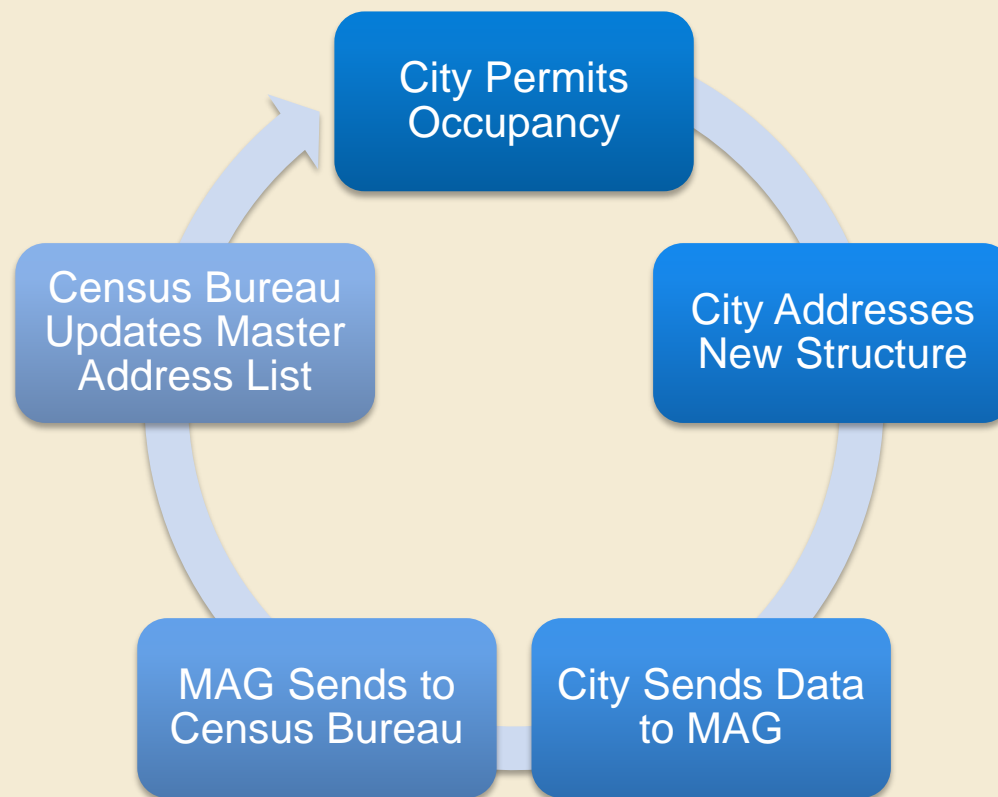 City Permits
Occupancy
City Addresses
New Structure
City Sends Data
to MAG
MAG Sends to
Census Bureau
Census Bureau
Updates Master
Address List